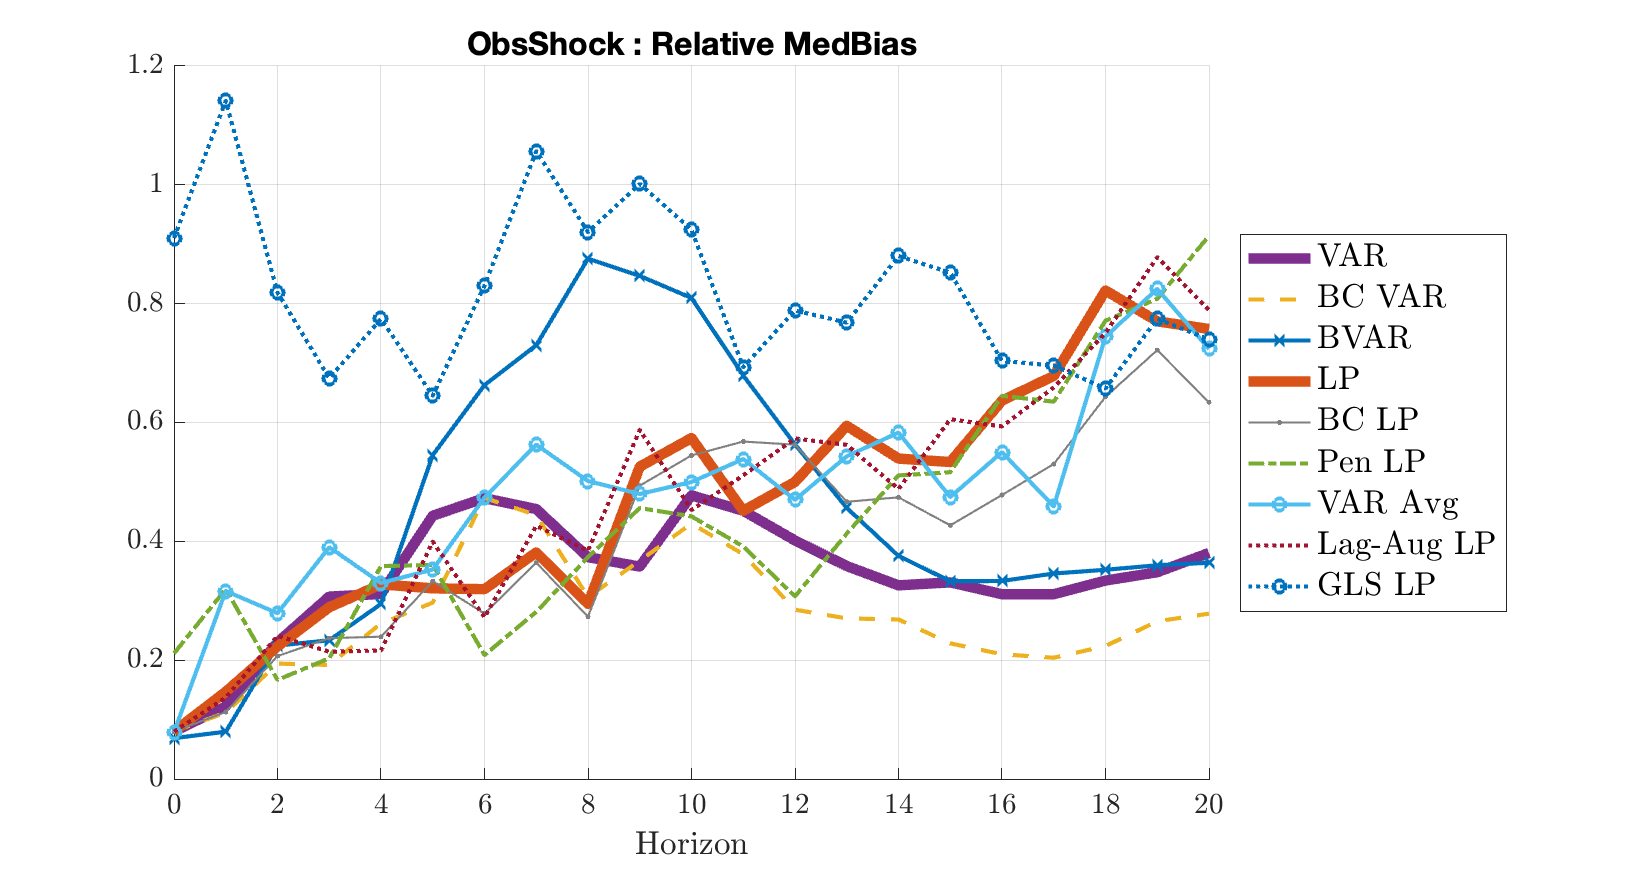 ObsShock : Relative MedBias
1.2
1
0.8
0.6
0.4
0.2
0
0 2 4 6 8 10 12 14 16 18 20
Horizon
VAR
BC VAR
BVAR
LP
BC LP
Pen LP
VAR Avg
Lag-Aug LP
GLS LP